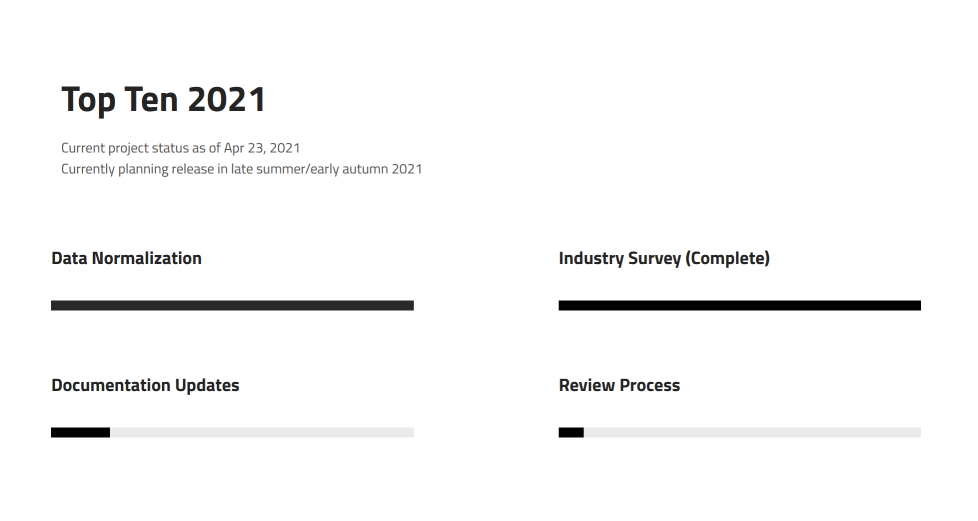 Top Ten 2021
Current project status as of Apr 23, 2021
Currently planning release in late summer/early autumn 2021
Data Normalization
Industry Survey (Complete)
Documentation Updates
Review Process